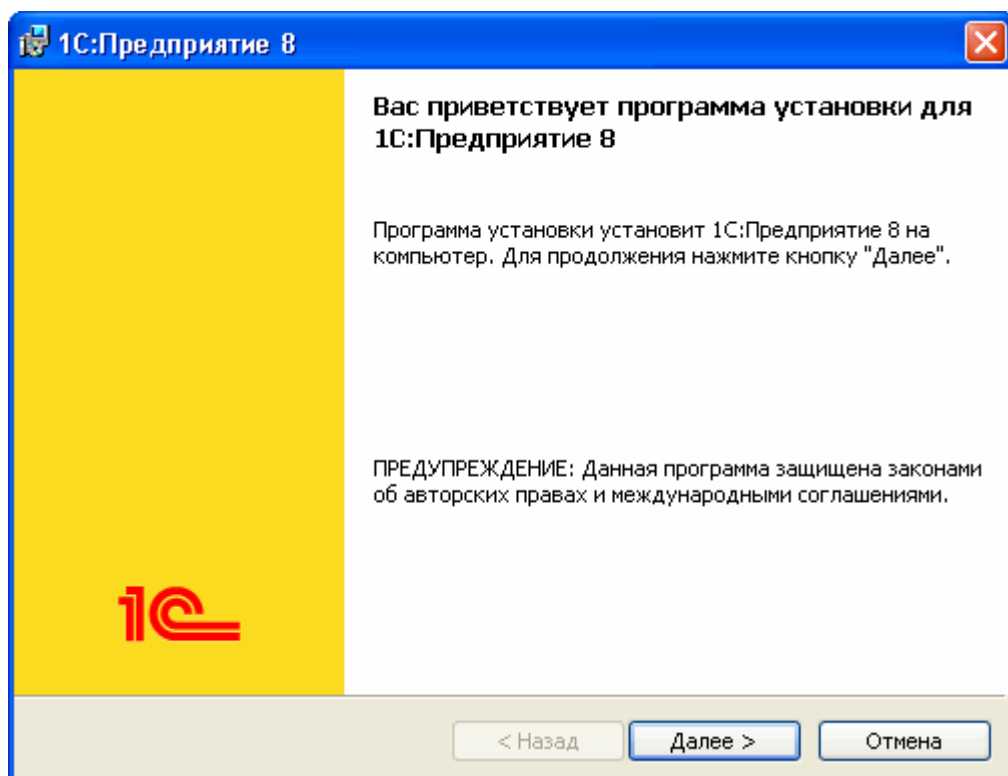 1С:Предприятие 8
Вас приветствует программа установки для
1С:Предприятие 8
Программа установки установит 1С:Предприятие 8 на
компьютер. Для продолжения нажмите кнопку "Далее".
ПРЕДУПРЕЖДЕНИЕ: Данная программа защищена законами
об авторских правах и международными соглашениями.
1С
< Назад
Далее >
Отмена